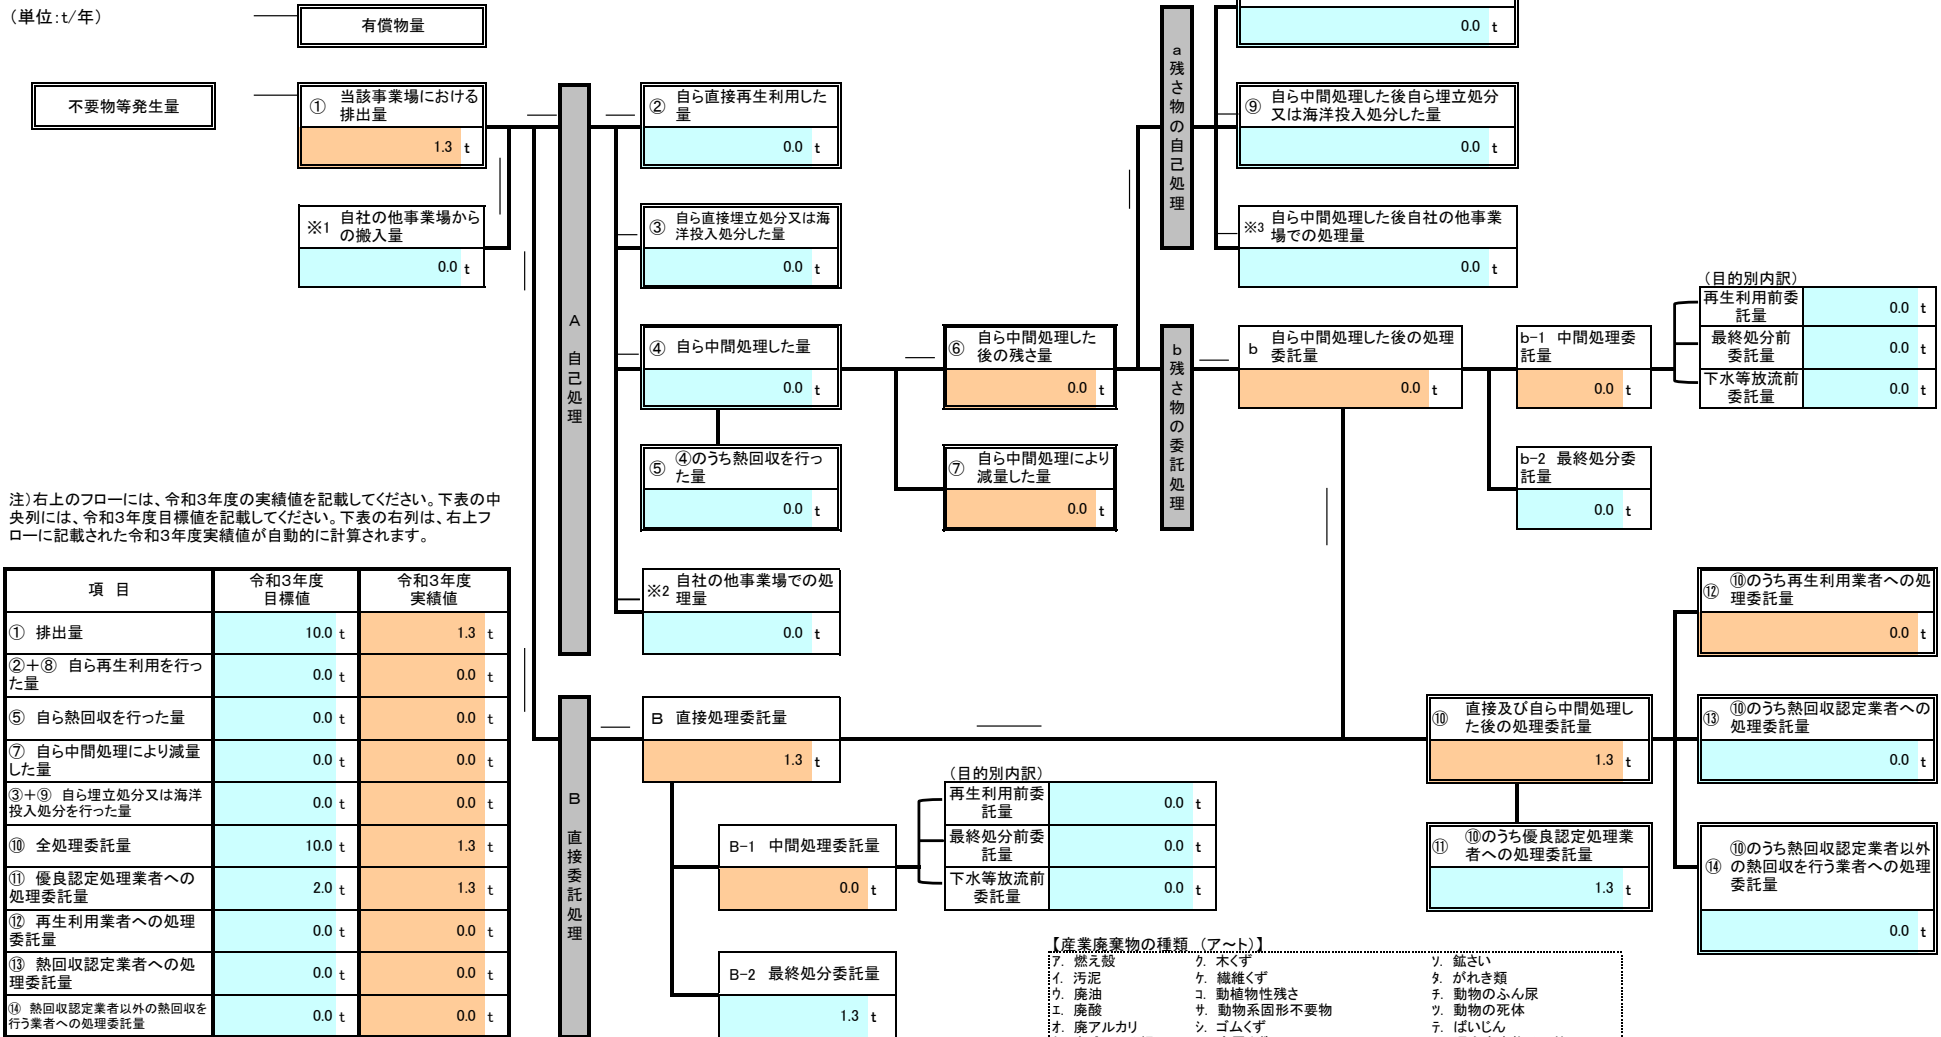 （単位：t/年）
有償物量
不要物等発生量
① 当該事業場における
排出量
1.3 t
※1 自社の他事業場から
の搬入量
0.0 t
A 自己処理
② 自ら直接再生利用した
量
0.0 t
③ 自ら直接埋立処分又は海
洋投入処分した量
0.0 t
④ 自ら中間処理した量
0.0 t
⑤ ④のうち熱回収を行っ
た量
0.0 t
※2 自社の他事業場での処
理量
0.0 t
⑥ 自ら中間処理した
後の残さ量
0.0 t
⑦ 自ら中間処理により
減量した量
0.0 t
a 残さ物の自己処理
0.0 t
⑨ 自ら中間処理した後自ら埋立処分
又は海洋投入処分した量
0.0 t
※3 自ら中間処理した後自社の他事業
場での処理量
0.0 t
b 残さ物の委託処理
b 自ら中間処理した後の処理
委託量
0.0 t
b-1 中間処理委
託量
0.0 t
b-2 最終処分委
託量
0.0 t
（目的別内訳）
再生利用前委
託量
0.0 t
最終処分前
委託量
0.0 t
下水等放流前
委託量
0.0 t
注）右上のフローには、令和3年度の実績値を記載してください。下表の中
央列には、令和3年度目標値を記載してください。下表の右列は、右上フ
ローに記載された令和3年度実績値が自動的に計算されます。
項 目 令和3年度
目標値 令和3年度
実績値
① 排出量 10.0 t 1.3 t
②＋⑧ 自ら再生利用を行っ
た量 0.0 t 0.0 t
⑤ 自ら熱回収を行った量 0.0 t 0.0 t
⑦ 自ら中間処理により減量
した量 0.0 t 0.0 t
③＋⑨ 自ら埋立処分又は海洋
投入処分を行った量 0.0 t 0.0 t
⑩ 全処理委託量 10.0 t 1.3 t
⑪ 優良認定処理業者への
処理委託量 2.0 t 1.3 t
⑫ 再生利用業者への処理
委託量 0.0 t 0.0 t
⑬ 熱回収認定業者への処
理委託量 0.0 t 0.0 t
⑭ 熱回収認定業者以外の熱回収を
行う業者への処理委託量 0.0 t 0.0 t
B 直接委託処理
B 直接処理委託量
1.3 t
B-1 中間処理委託量
0.0 t
B-2 最終処分委託量
1.3 t
（目的別内訳）
再生利用前委
託量
0.0 t
最終処分前委
託量
0.0 t
下水等放流前
委託量
0.0 t
⑩ 直接及び自ら中間処理し
た後の処理委託量
1.3 t
⑪ ⑩のうち優良認定処理業
者への処理委託量
1.3 t
⑫ ⑩のうち再生利用業者への処
理委託量
0.0 t
⑬ ⑩のうち熱回収認定業者への
処理委託量
0.0 t
⑭ ⑩のうち熱回収認定業者以外
の熱回収を行う業者への処理
委託量
0.0 t
【産業廃棄物の種類 （ア～ト）】
ア. 燃え殻 ク. 木くず ソ. 鉱さい
イ. 汚泥 ケ. 繊維くず タ. がれき類
ウ. 廃油 コ. 動植物性残さ チ. 動物のふん尿
エ. 廃酸 サ. 動物系固形不要物 ツ. 動物の死体
オ. 廃アルカリ シ. ゴムくず テ. ばいじん